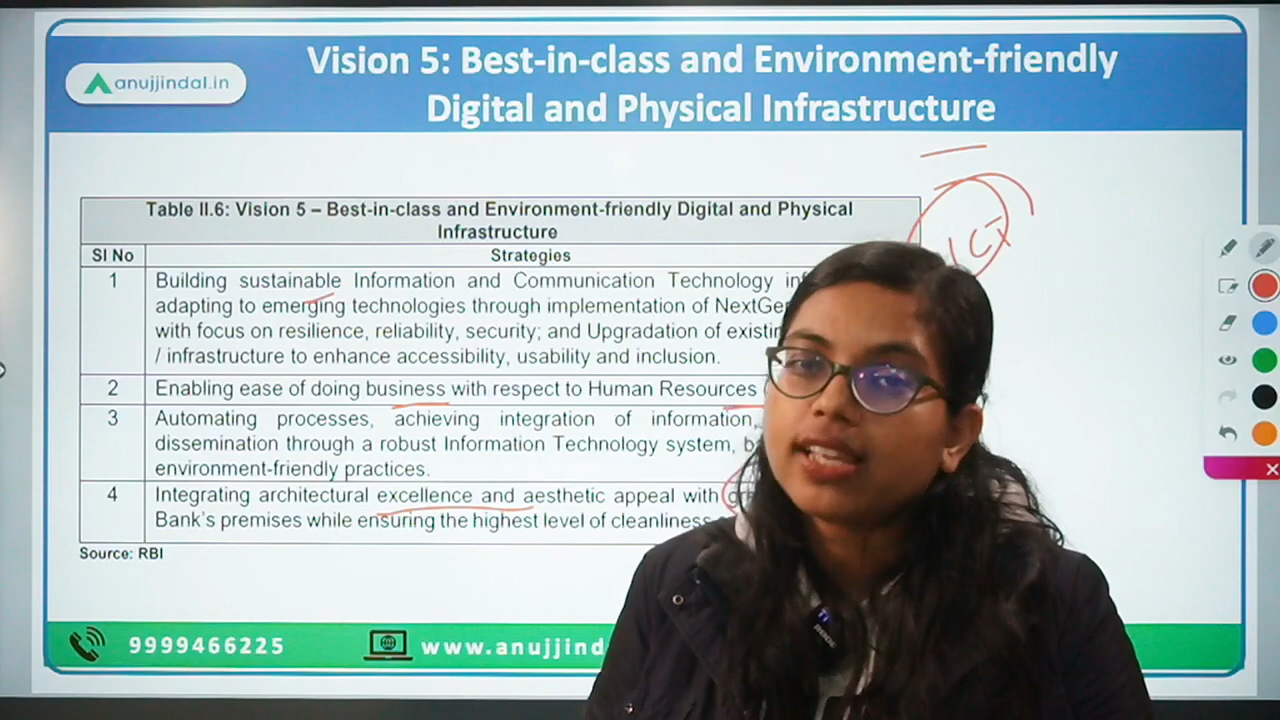 Vision 5: Best-in-class and Environment-friendly
Digital and Physical Infrastructure
anujjindal.in
Table II.6: Vision 5 – Best-in-class and Environment-friendly Digital and Physical
Infrastructure
Sl No Strategies
1 Building sustainable Information and Communication Technology
adapting to emerging technologies through implementation of
with focus on resilience, reliability, security; and Upgradation of
/ infrastructure to enhance accessibility, usability and inclusion.
2 Enabling ease of doing business with respect to Human Resources
3 Automating processes, achieving integration of information,
dissemination through a robust Information Technology system,
environment-friendly practices.
4 Integrating architectural excellence and aesthetic appeal with
Bank's premises while ensuring the highest level of cleanliness
Source: RBI
ICT
9999466225
www.anujjind